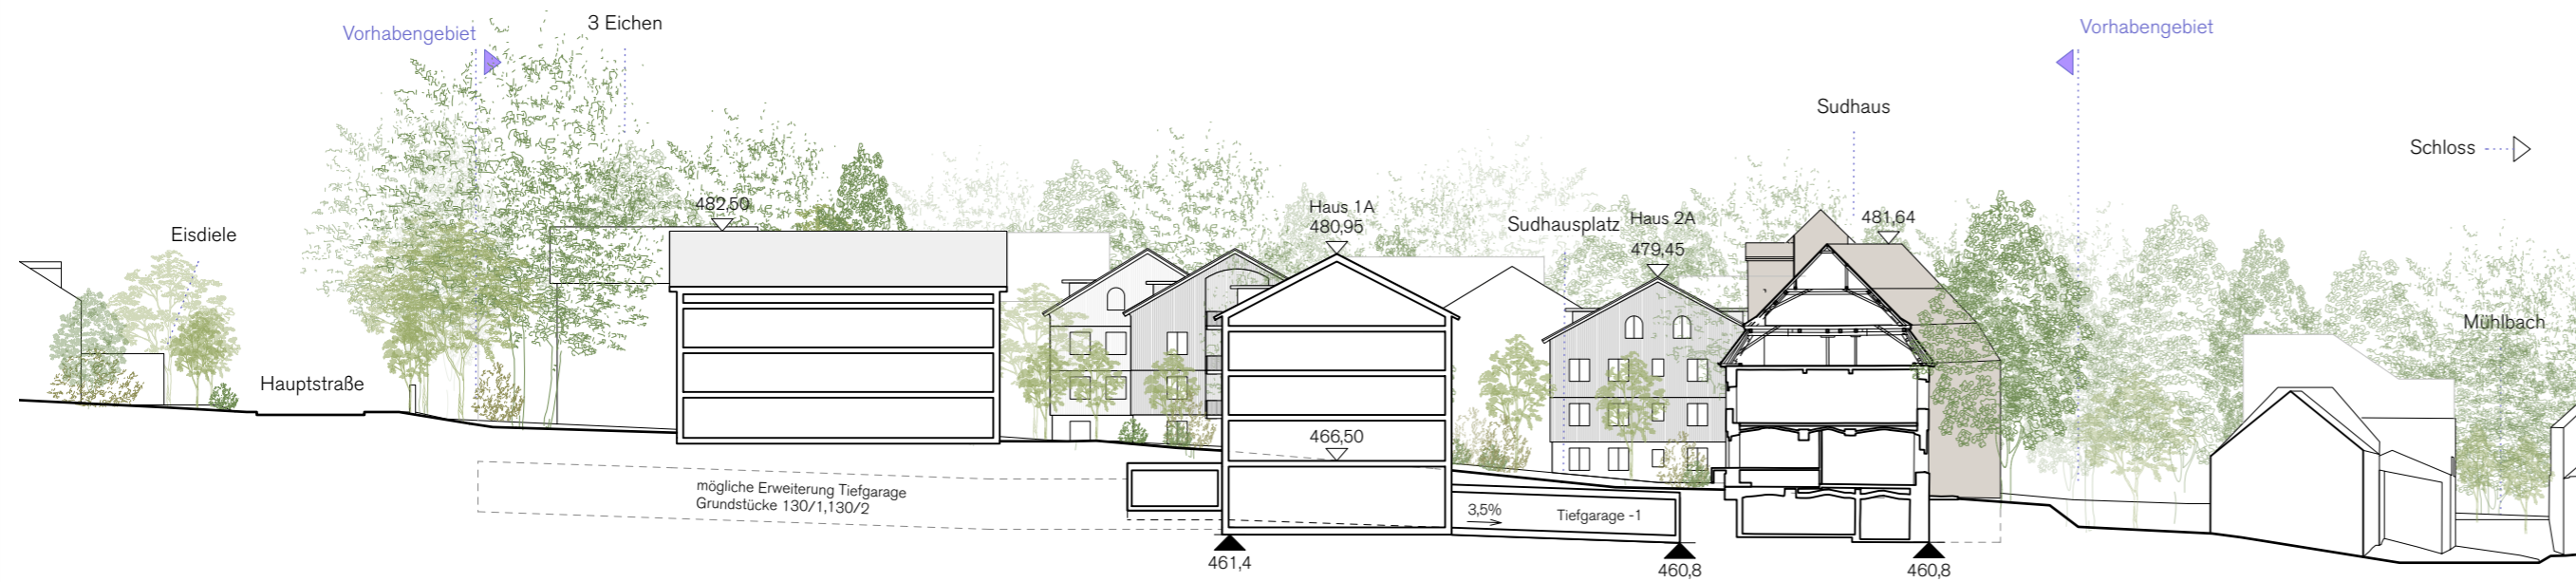 Vorhabengebiet
3 Eichen
Vorhabengebiet
Sudhaus
Schloss
482,50
Haus 1A
480,95
Sudhausplatz
Haus 2A
479,45
481,64
Eisdiele
Mühlbach
Hauptstraße
466,50
mögliche Erweiterung Tiefgarage
Grundstücke 130/1,130/2
3,5%
Tiefgarage -1
461,4
460,8
460,8